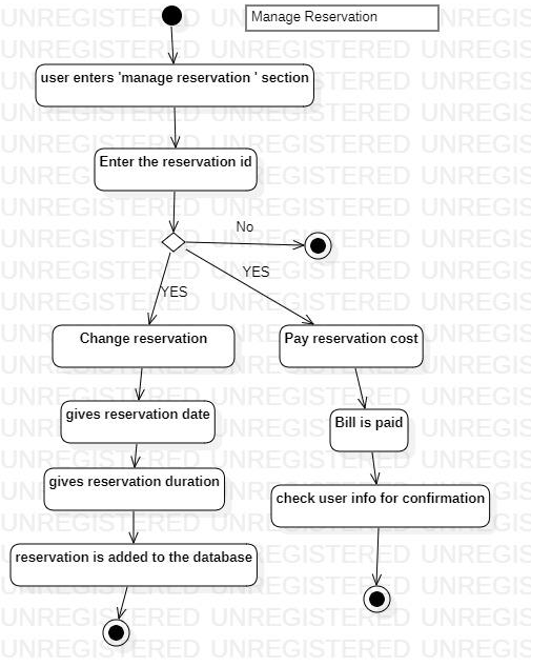 Manage Reservation
user enters 'manage reservation ' section
Enter the reservation id
No
YES
YES
Change reservation
Pay reservation cost
gives reservation date
Bill is paid
gives reservation duration
check user info for confirmation
reservation is added to the database
UNREGISTERED UNREGISTERED UNREGIS